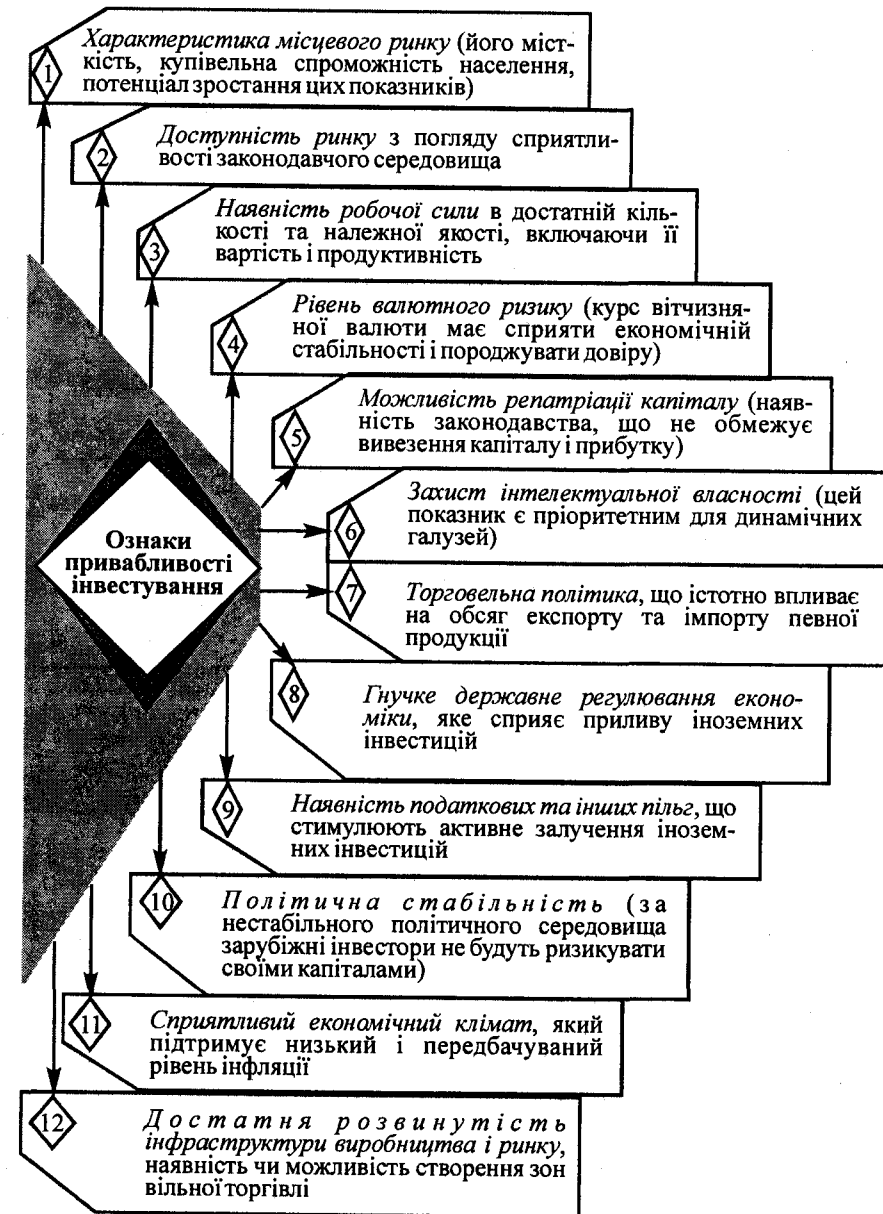 1
Характеристика місцевого ринку (його міст-
кість, купівельна спроможність населення,
потенціал зростання цих показників)
2
Доступність ринку з погляду сприятли-
вості законодавчого середовища
3
Наявність робочої сили в достатній кіль-
кості та належної якості, включаючи її
вартість і продуктивність
4
Рівень валютного ризику (курс вітчизня-
ної валюти має сприяти економічній
стабільності і породжувати довіру)
5
Можливість репатріації капіталу (наяв-
ність законодавства, що не обмежує
вивезення капіталу і прибутку)
6
Захист інтелектуальної власності (цей
показник є пріоритетним для динамічних
галузей)
Ознаки
привабливості
інвестування
7
Торговельна політика, що істотно впливає
на обсяг експорту та імпорту певної
продукції
8
Гнучке державне регулювання еконо-
міки, яке сприяє приливу іноземних
інвестицій
9
Наявність податкових та інших пільг, що
стимулюють активне залучення інозем-
них інвестицій
10
Політична стабільність (за
нестабільного політичного середовища
зарубіжні інвестори не будуть ризикувати
своїми капіталами)
11
Сприятливий економічний клімат, який
підтримує низький і передбачуваний
рівень інфляції
12
Достатня розвинутість
інфраструктури виробництва і ринку,
наявність чи можливість створення зон
вільної торгівлі